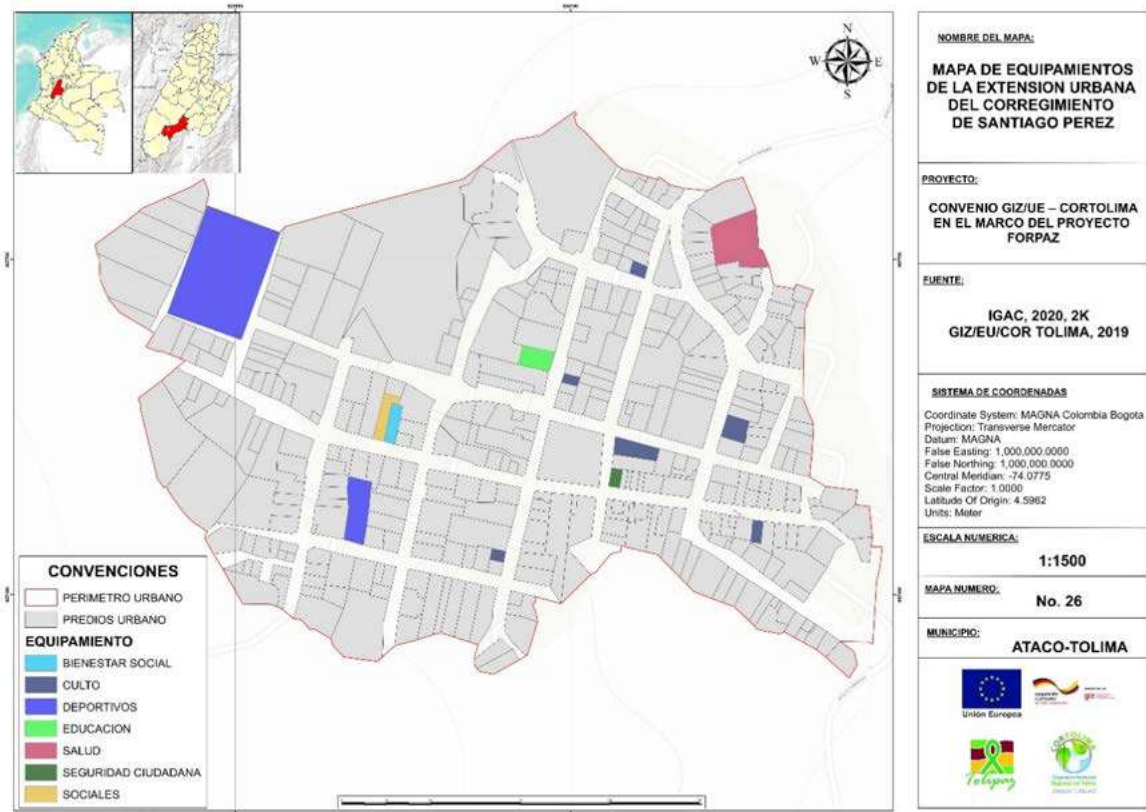 N
W
E
S
NOMBRE DEL MAPA:
MAPA DE EQUIPAMIENTOS
DE LA EXTENSION URBANA
DEL CORREGIMIENTO
DE SANTIAGO PEREZ
PROYECTO:
CONVENIO GIZ/UE – CORTOLIMA
EN EL MARCO DEL PROYECTO
FORPAZ
FUENTE:
IGAC, 2020, 2K
GIZ/EU/COR TOLIMA, 2019
SISTEMA DE COORDENADAS
Coordinate System: MAGNA Colombia Bogota
Projection: Transverse Mercator
Datum: MAGNA
False Easting: 1,000,000.0000
False Northing: 1,000,000.0000
Central Meridian: -74.0775
Scale Factor: 1.0000
Latitude Of Origin: 4.5962
Units: Meter
ESCALA NUMERICA:
1:1500
MAPA NUMERO:
No. 26
MUNICIPIO:
ATACO-TOLIMA
Unión Europea
giz
Tolipaz
CORTOLIMA
CONVENCIONES
PERIMETRO URBANO
PREDIOS URBANO
EQUIPAMIENTO
BIENESTAR SOCIAL
CULTO
DEPORTIVOS
EDUCACION
SALUD
SEGURIDAD CIUDADANA
SOCIALES